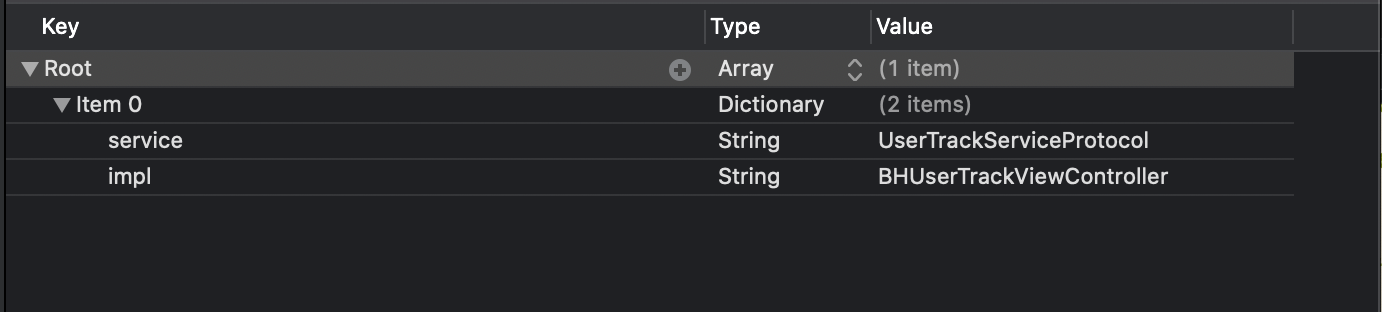 Key Type Value
Root Array (1 item)
Item 0 Dictionary (2 items)
service String UserTrackServiceProtocol
impl String BHUserTrackViewController